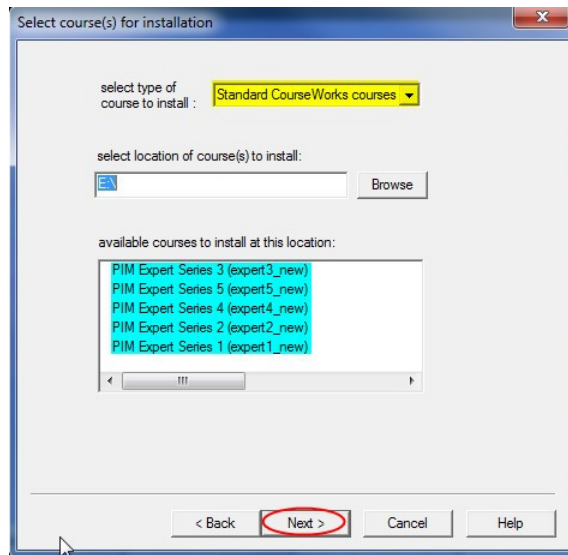 Select course(s) for installation
select type of
course to install :
Standard CourseWorks courses
select location of course(s) to install:
E:\
Browse
available courses to install at this location:
PIM Expert Series 3 (expert3_new)
PIM Expert Series 5 (expert5_new)
PIM Expert Series 4 (expert4_new)
PIM Expert Series 2 (expert2_new)
PIM Expert Series 1 (expert1_new)
< Back
Next >
Cancel
Help